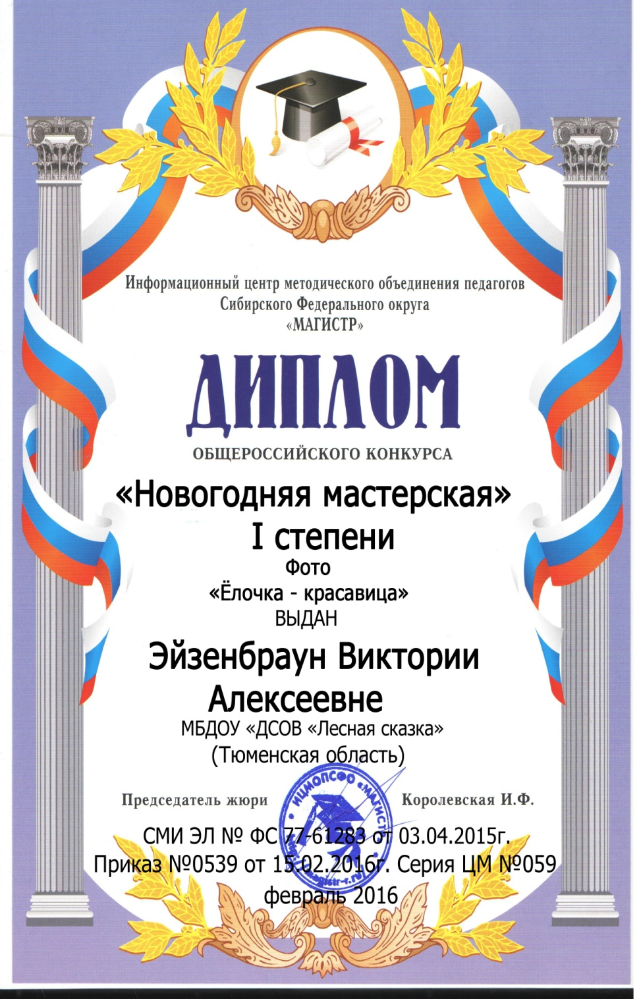 Информационный центр методического объединения педагогов
Сибирского Федерального округа
«МАГИСТР»
ДИПЛОМ
ОБЩЕРОССИЙСКОГО КОНКУРСА
«Новогодняя мастерская»
I степени
Фото
«Ёлочка - красавица»
ВЫДАН
Эйзенбраун Виктории
Алексеевне
МБДОУ «ДСОВ «Лесная сказка»
(Тюменская область)
ИЦМОПСФО «МАГИСТР»
Председатель жюри
Королевская И.Ф.
СМИ ЭЛ № ФС 77-61283 от 03.04.2015г.
Приказ №0539 от 15.02.2016г. Серия ЦМ №059
февраль 2016